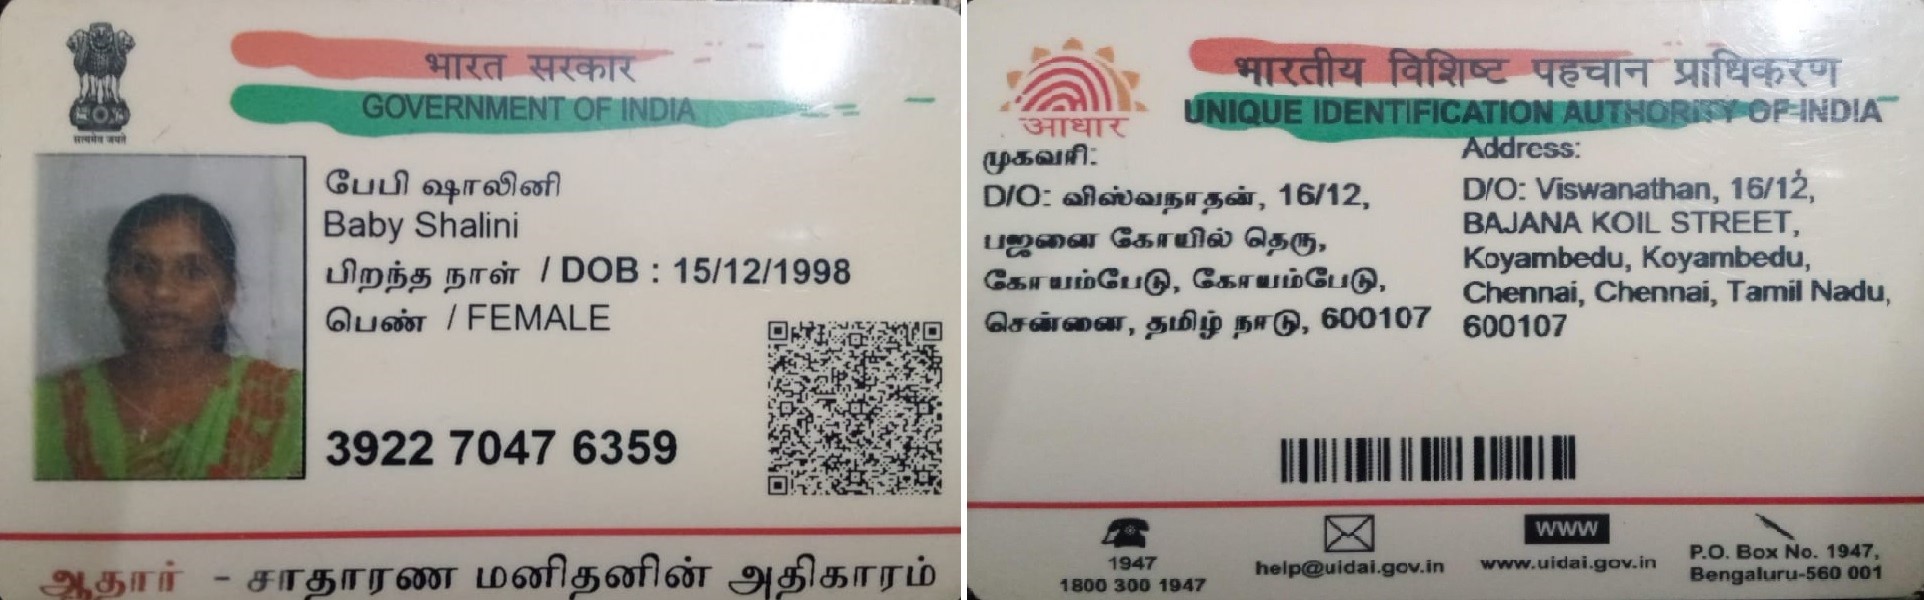 भारत सरकार
GOVERNMENT OF INDIA
सत्यमेव जयते
பேபி ஷாலினி
Baby Shalini
பிறந்த நாள் / DOB : 15/12/1998
பெண் / FEMALE
3922 7047 6359
ஆதார் - சாதாரண மனிதனின் அதிகாரம்
भारतीय विशिष्ट पहचान प्राधिकरण
UNIQUE IDENTIFICATION AUTHORITY OF INDIA
आधार
முகவரி:
D/O: விஸ்வநாதன், 16/12,
பஜனை கோயில் தெரு,
கோயம்பேடு, கோயம்பேடு,
சென்னை, தமிழ் நாடு, 600107
Address:
D/O: Viswanathan, 16/12,
BAJANA KOIL STREET,
Koyambedu, Koyambedu,
Chennai, Chennai, Tamil Nadu,
600107
1947
1800 300 1947
help@uidai.gov.in
www
www.uidai.gov.in
P.O. Box No. 1947,
Bengaluru-560 001